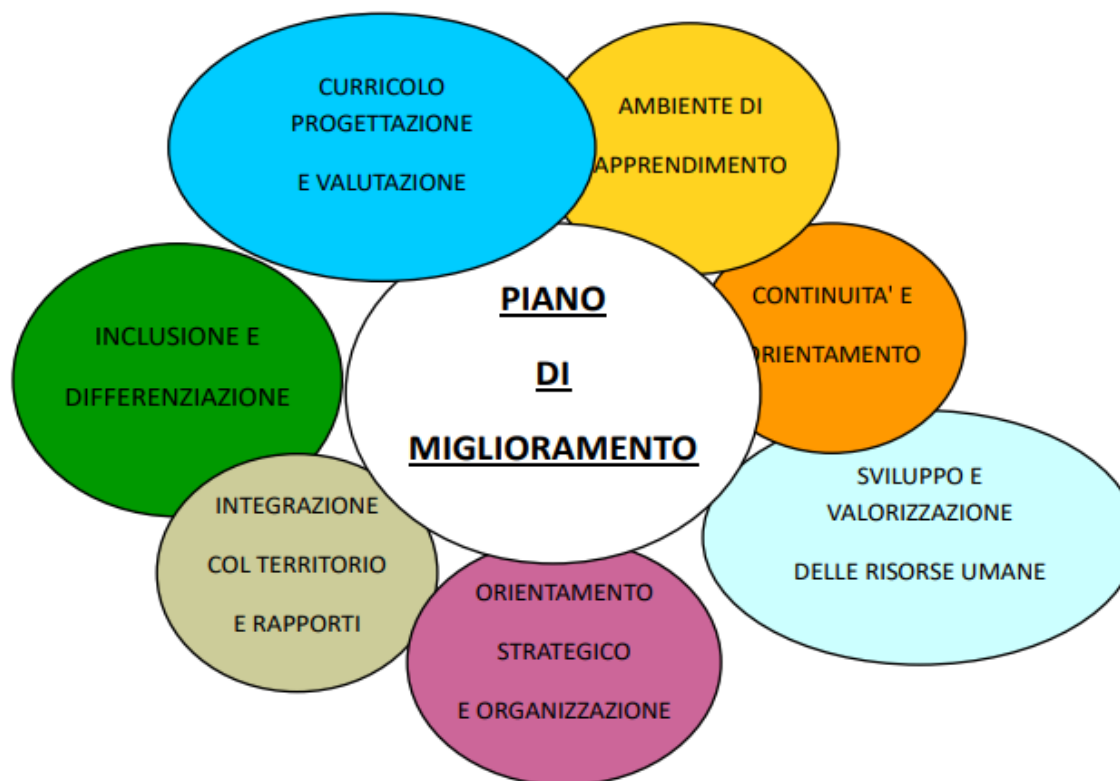 CURRICOLO
PROGETTAZIONE
E VALUTAZIONE
AMBIENTE DI
APPRENDIMENTO
CONTINUITA' E
ORIENTAMENTO
SVILUPPO E
VALORIZZAZIONE
DELLE RISORSE UMANE
ORIENTAMENTO
STRATEGICO
E ORGANIZZAZIONE
INTEGRAZIONE
COL TERRITORIO
E RAPPORTI
INCLUSIONE E
DIFFERENZIAZIONE
PIANO
DI
MIGLIORAMENTO